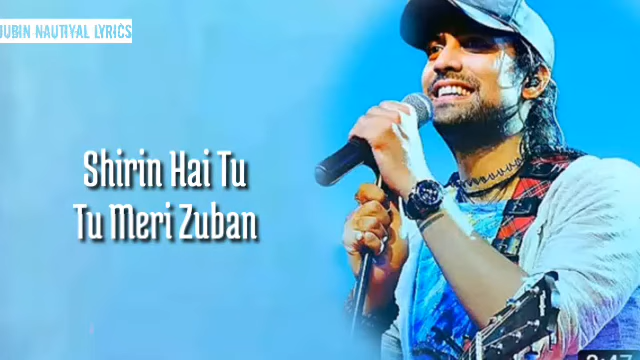 JUBIN NAUTIYAL LYRICS
Shirin Hai Tu
Tu Meri Zuban